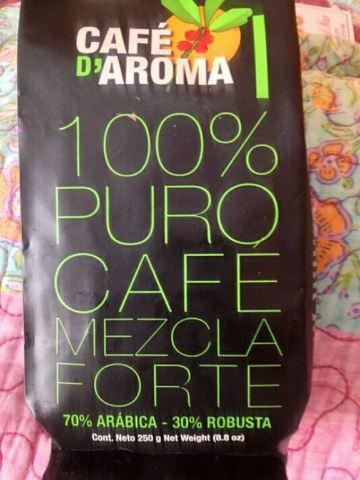 CAFÉ
D'AROMA
100%
PURO
CAFÉ
MEZCLA
FORTE
70% ARÁBICA - 30% ROBUSTA
Cont. Neto 250 g Net Weight (8.8 oz)